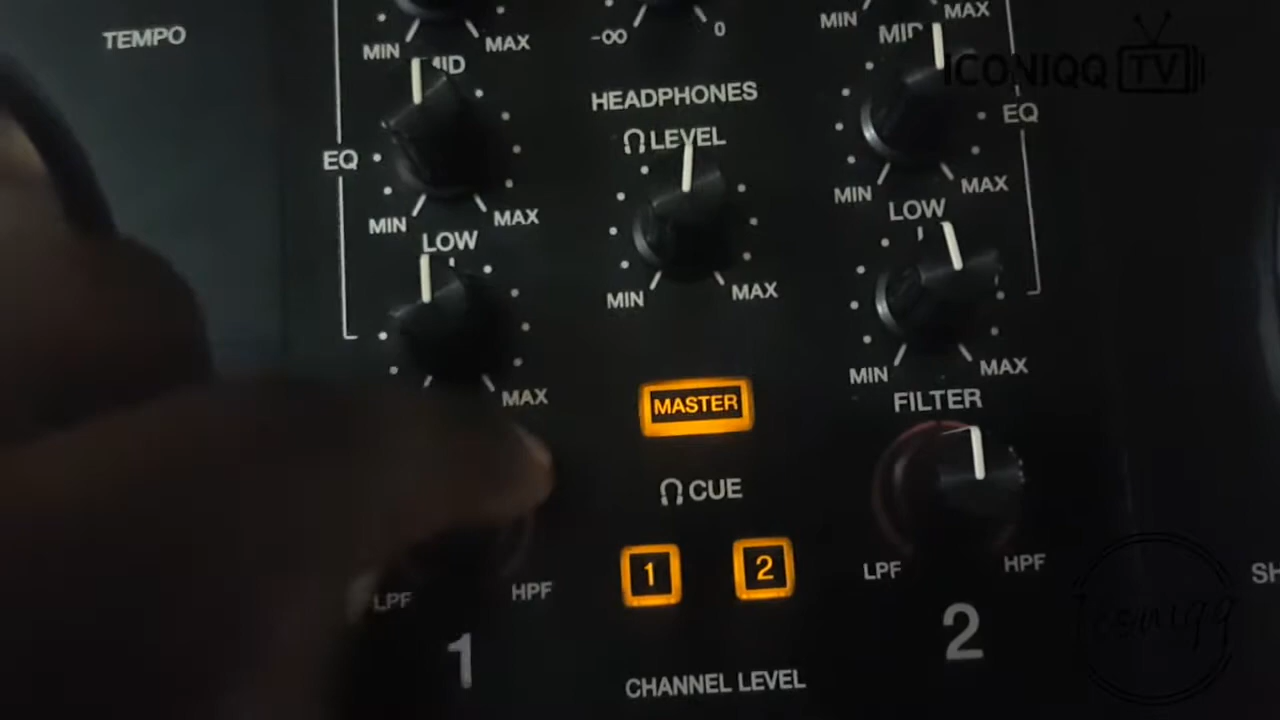 TEMPO
MIN
MAX
-∞
0
MIN
MAX
MID
MID
ICONIQQ TV
HEADPHONES
EQ
LEVEL
EQ
MIN
MAX
MIN
MAX
LOW
LOW
MIN
MAX
MIN
MAX
MAX
MASTER
FILTER
CUE
1
2
LPF
HPF
LPF
HPF
1
2
CHANNEL LEVEL